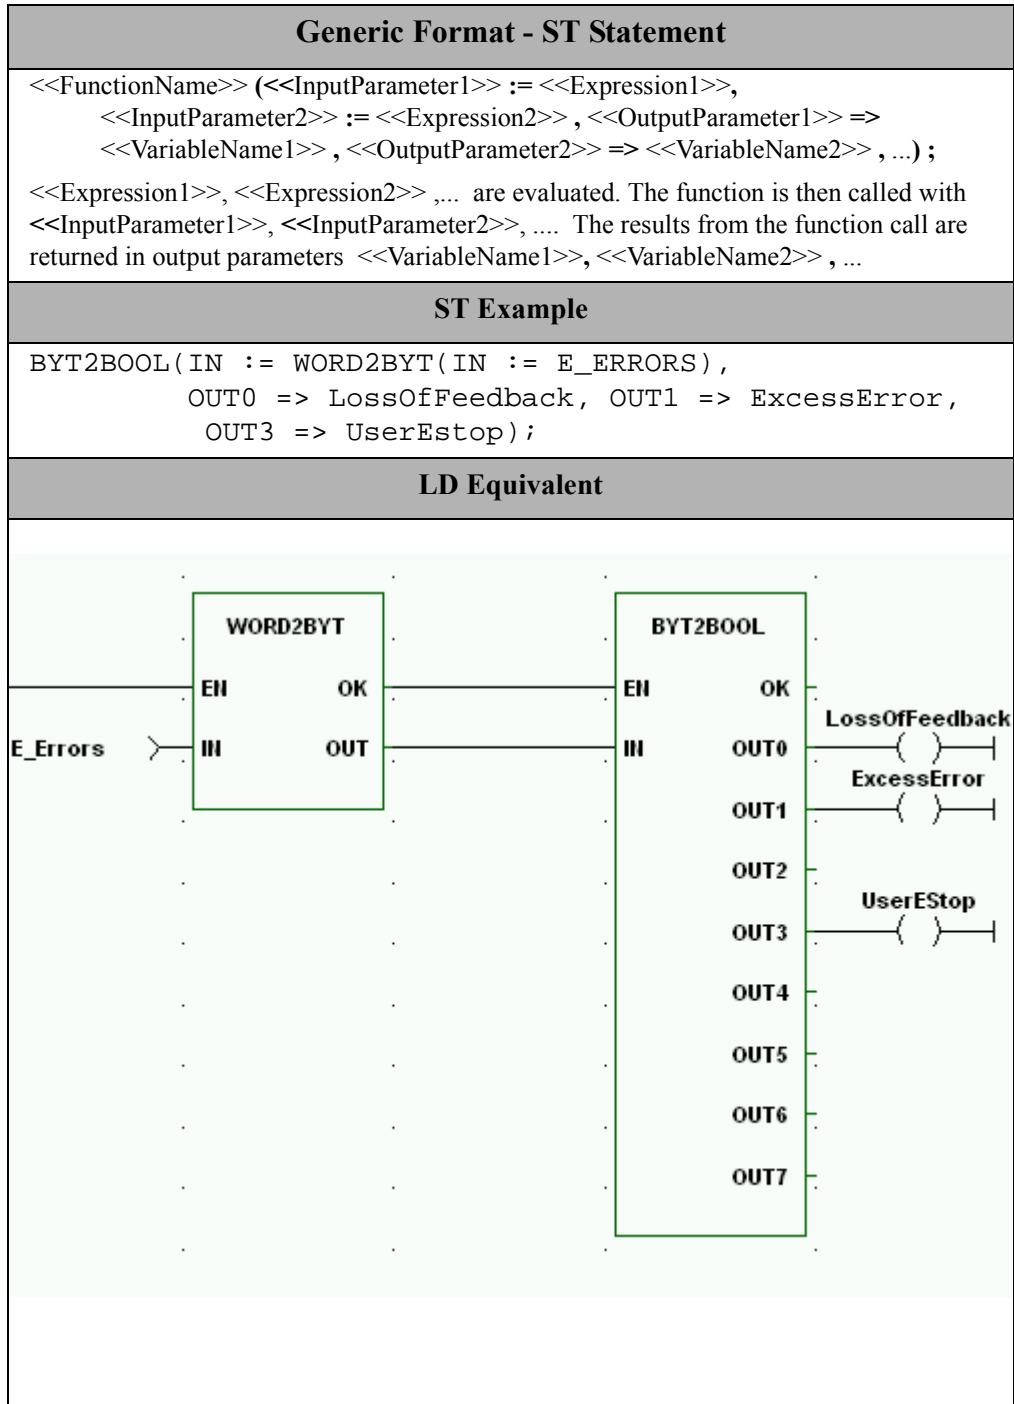 Generic Format - ST Statement
<<FunctionName>> (<<InputParameter1>> := <<Expression1>>,
<<InputParameter2>> := <<Expression2>> , <<OutputParameter1>> =>
<<VariableName1>> , <<OutputParameter2>> => <<VariableName2>> , ...) ;
<<Expression1>>, <<Expression2>> ,... are evaluated. The function is then called with
<<InputParameter1>>, <<InputParameter2>>, .... The results from the function call are
returned in output parameters <<VariableName1>>, <<VariableName2>> , ...
ST Example
BYT2BOOL(IN := WORD2BYT(IN := E_ERRORS),
OUT0 => LossOfFeedback, OUT1 => ExcessError,
OUT3 => UserEstop);
LD Equivalent
WORD2BYT BYT2BOOL
EN OK EN OK
LossOfFeedback
E_Errors IN OUT IN OUT0
ExcessError
OUT1
OUT2
UserEStop
OUT3
OUT4
OUT5
OUT6
OUT7